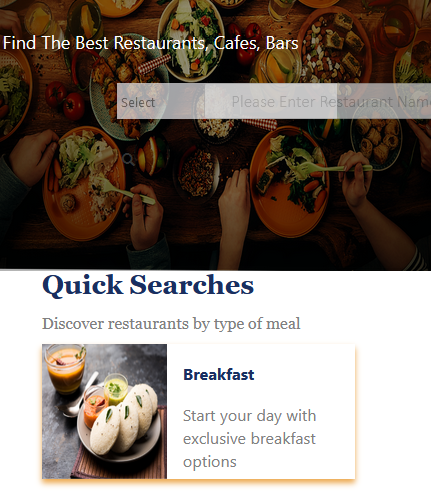 Find The Best Restaurants, Cafes, Bars
Select
Please Enter Restaurant Name
Quick Searches
Discover restaurants by type of meal
Breakfast
Start your day with
exclusive breakfast
options